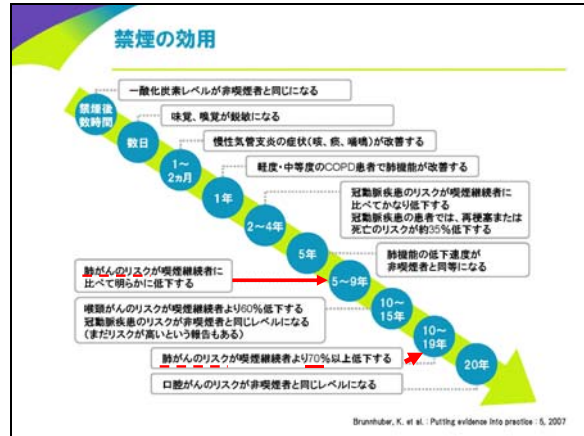 禁煙の効用
禁煙後
数時間
一酸化炭素レベルが非喫煙者と同じになる
数日
味覚、嗅覚が鋭敏になる
1～
2ヵ月
慢性気管支炎の症状(咳、痰、喘鳴)が改善する
1年
軽度・中等度のCOPD患者で肺機能が改善する
2～4年
冠動脈疾患のリスクが喫煙継続者に
比べてかなり低下する
冠動脈疾患の患者では、再梗塞または
死亡のリスクが約35%低下する
5年
肺機能の低下速度が
非喫煙者と同等になる
肺がんのリスクが喫煙継続者に
比べて明らかに低下する
5～9年
喉頭がんのリスクが喫煙継続者より60%低下する
冠動脈疾患のリスクが非喫煙者と同じレベルになる
(まだリスクが高いという報告もある)
10～
15年
肺がんのリスクが喫煙継続者より70%以上低下する
10～
19年
口腔がんのリスクが非喫煙者と同じレベルになる
20年
Brunnhuber, K. et al. : Putting evidence into practice : 5, 2007